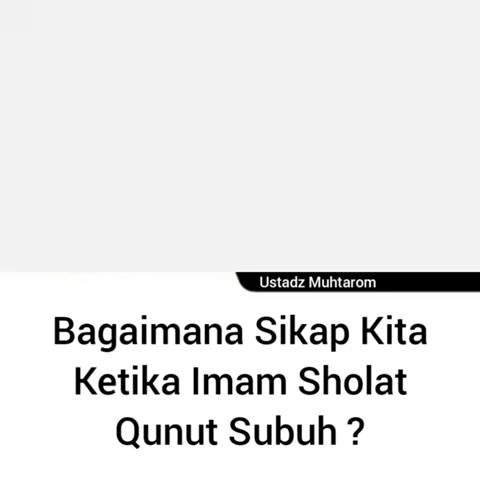 Ustadz Muhtarom
Bagaimana Sikap Kita
Ketika Imam Sholat
Qunut Subuh ?